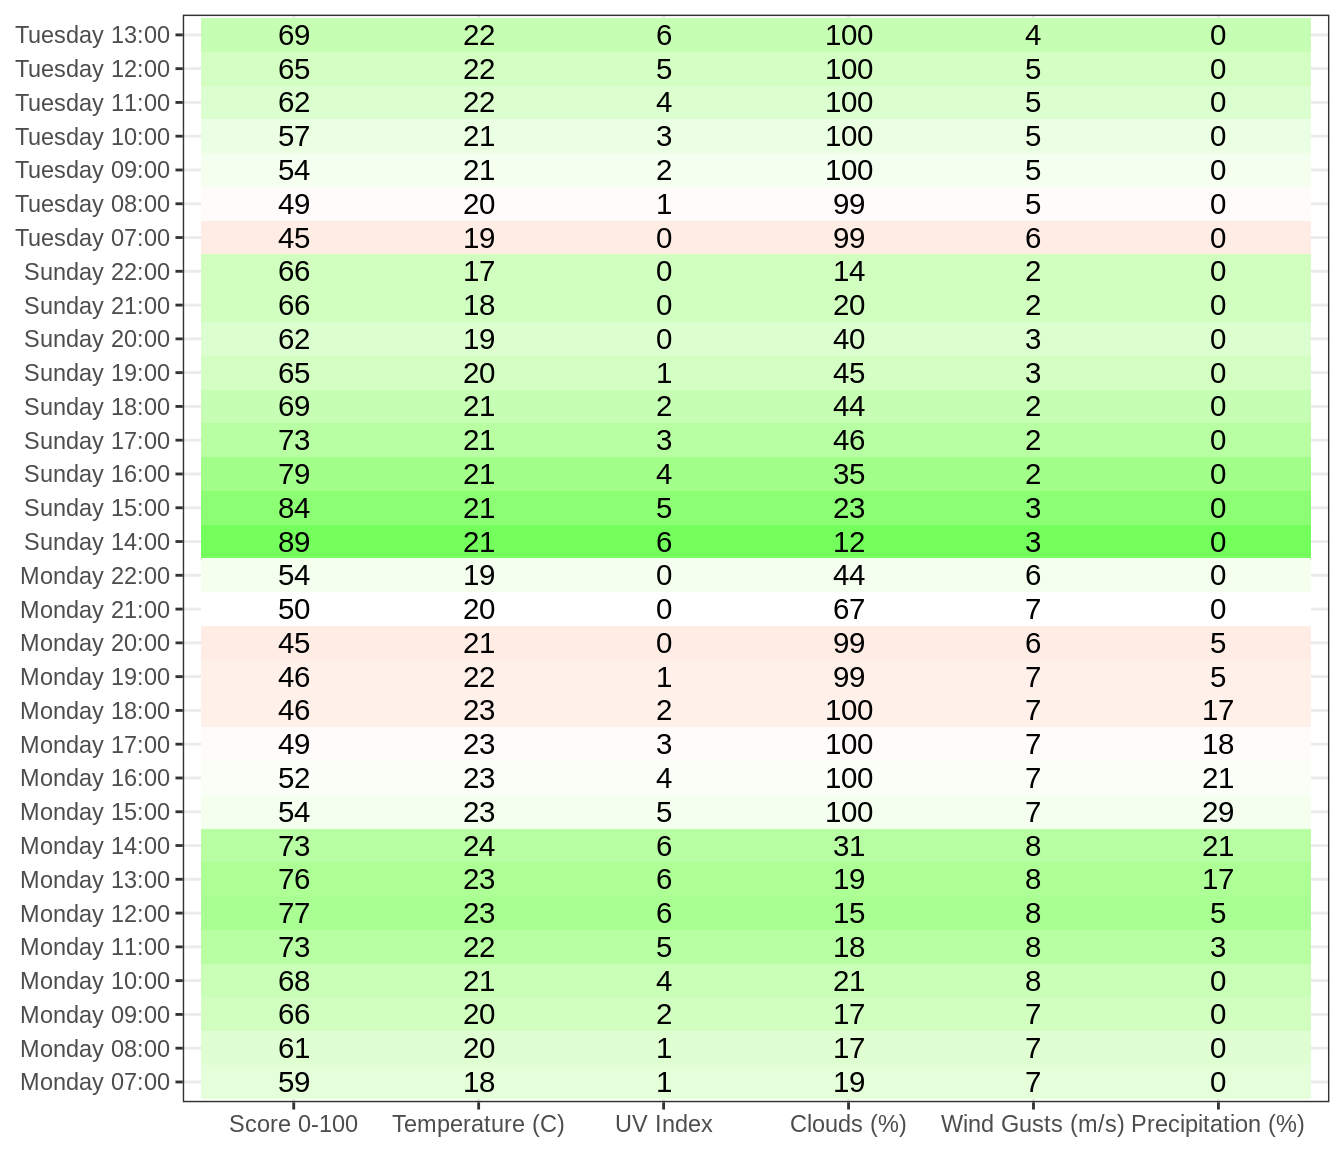 Tuesday 13:00 69 22 6 100 4 0
Tuesday 12:00 65 22 5 100 5 0
Tuesday 11:00 62 22 4 100 5 0
Tuesday 10:00 57 21 3 100 5 0
Tuesday 09:00 54 21 2 100 5 0
Tuesday 08:00 49 20 1 99 5 0
Tuesday 07:00 45 19 0 99 6 0
Sunday 22:00 66 17 0 14 2 0
Sunday 21:00 66 18 0 20 2 0
Sunday 20:00 62 19 0 40 3 0
Sunday 19:00 65 20 1 45 3 0
Sunday 18:00 69 21 2 44 2 0
Sunday 17:00 73 21 3 46 2 0
Sunday 16:00 79 21 4 35 2 0
Sunday 15:00 84 21 5 23 3 0
Sunday 14:00 89 21 6 12 3 0
Monday 22:00 54 19 0 44 6 0
Monday 21:00 50 20 0 67 7 0
Monday 20:00 45 21 0 99 6 5
Monday 19:00 46 22 1 99 7 5
Monday 18:00 46 23 2 100 7 17
Monday 17:00 49 23 3 100 7 18
Monday 16:00 52 23 4 100 7 21
Monday 15:00 54 23 5 100 7 29
Monday 14:00 73 24 6 31 8 21
Monday 13:00 76 23 6 19 8 17
Monday 12:00 77 23 6 15 8 5
Monday 11:00 73 22 5 18 8 3
Monday 10:00 68 21 4 21 8 0
Monday 09:00 66 20 2 17 7 0
Monday 08:00 61 20 1 17 7 0
Monday 07:00 59 18 1 19 7 0
Score 0-100 Temperature (C) UV Index Clouds (%) Wind Gusts (m/s) Precipitation (%)